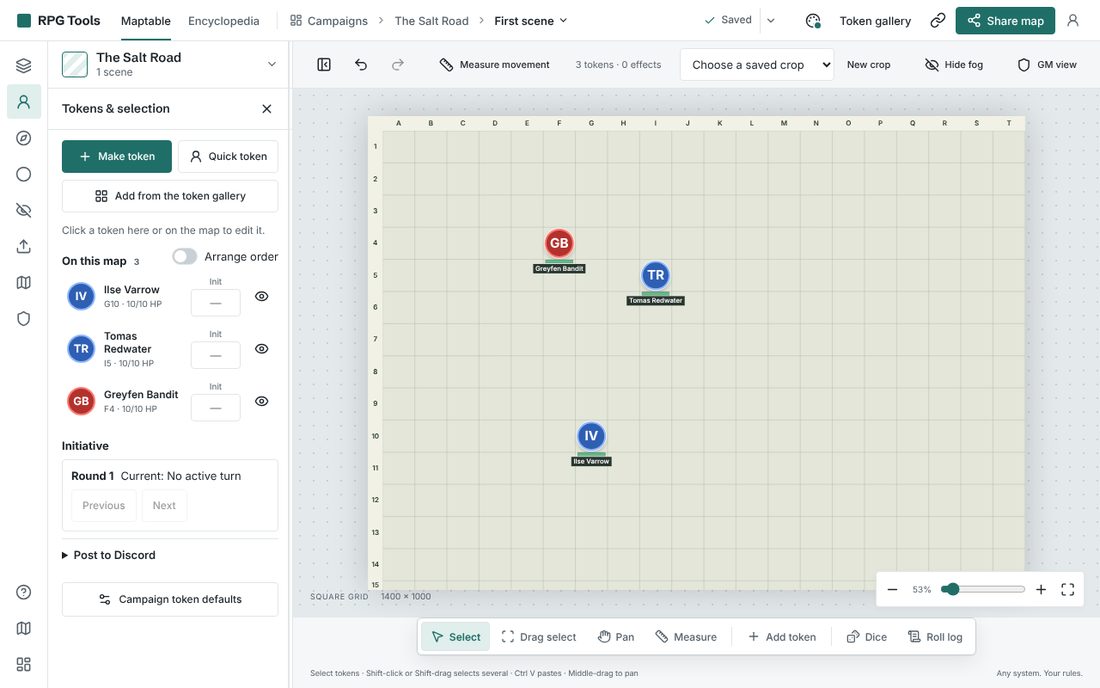 RPG Tools
Maptable
Encyclopedia
Campaigns
The Salt Road
First scene
Saved
Token gallery
Share map
The Salt Road
1 scene
Measure movement
3 tokens · 0 effects
Choose a saved crop
New crop
Hide fog
GM view
Tokens & selection
Make token
Quick token
Add from the token gallery
Click a token here or on the map to edit it.
On this map 3
Arrange order
IV
Ilse Varrow
G10 · 10/10 HP
Init
—
TR
Tomas
Redwater
I5 · 10/10 HP
Init
—
GB
Greyfen Bandit
F4 · 10/10 HP
Init
—
Initiative
Round 1 Current: No active turn
Previous
Next
Post to Discord
Campaign token defaults
A B C D E F G H I J K L M N O P Q R S T
1
2
3
4
5
6
7
8
9
10
11
12
13
14
15
GB
Greyfen Bandit
TR
Tomas Redwater
IV
Ilse Varrow
SQUARE GRID 1400 × 1000
53%
Select
Drag select
Pan
Measure
Add token
Dice
Roll log
Select tokens · Shift-click or Shift-drag selects several · Ctrl V pastes · Middle-drag to pan
Any system. Your rules.